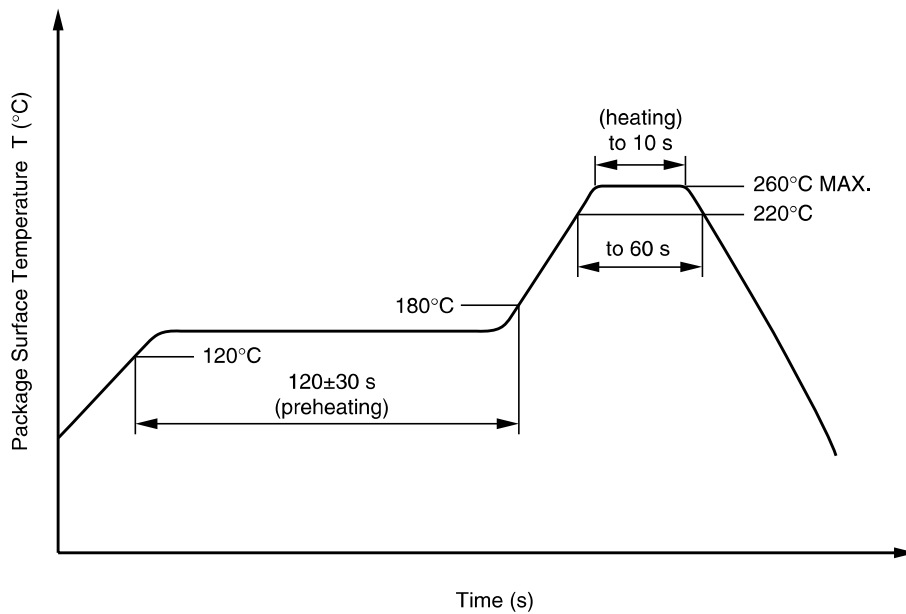 Package Surface Temperature T (°C)
(heating)
to 10 s
260°C MAX.
220°C
to 60 s
180°C
120°C
120±30 s
(preheating)
Time (s)